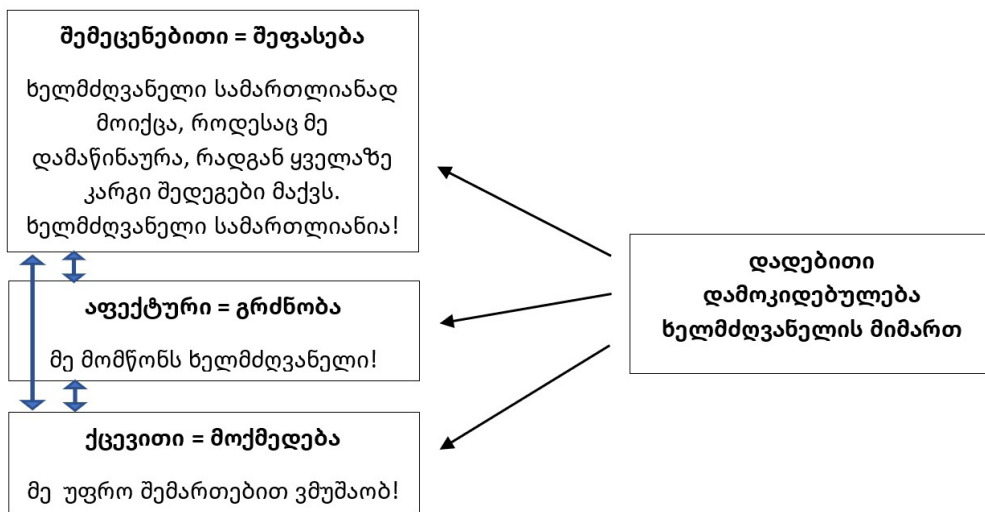 შემეცენებითი = შეფასება
ხელმძღვანელი სამართლიანად
მოიქცა, როდესაც მე
დამაწინაურა, რადგან ყველაზე
კარგი შედეგები მაქვს.
ხელმძღვანელი სამართლიანია!
აფექტური = გრძნობა
მე მომწონს ხელმძღვანელი!
ქცევითი = მოქმედება
მე უფრო შემართებით ვმუშაობ!
დადებითი
დამოკიდებულება
ხელმძღვანელის მიმართ